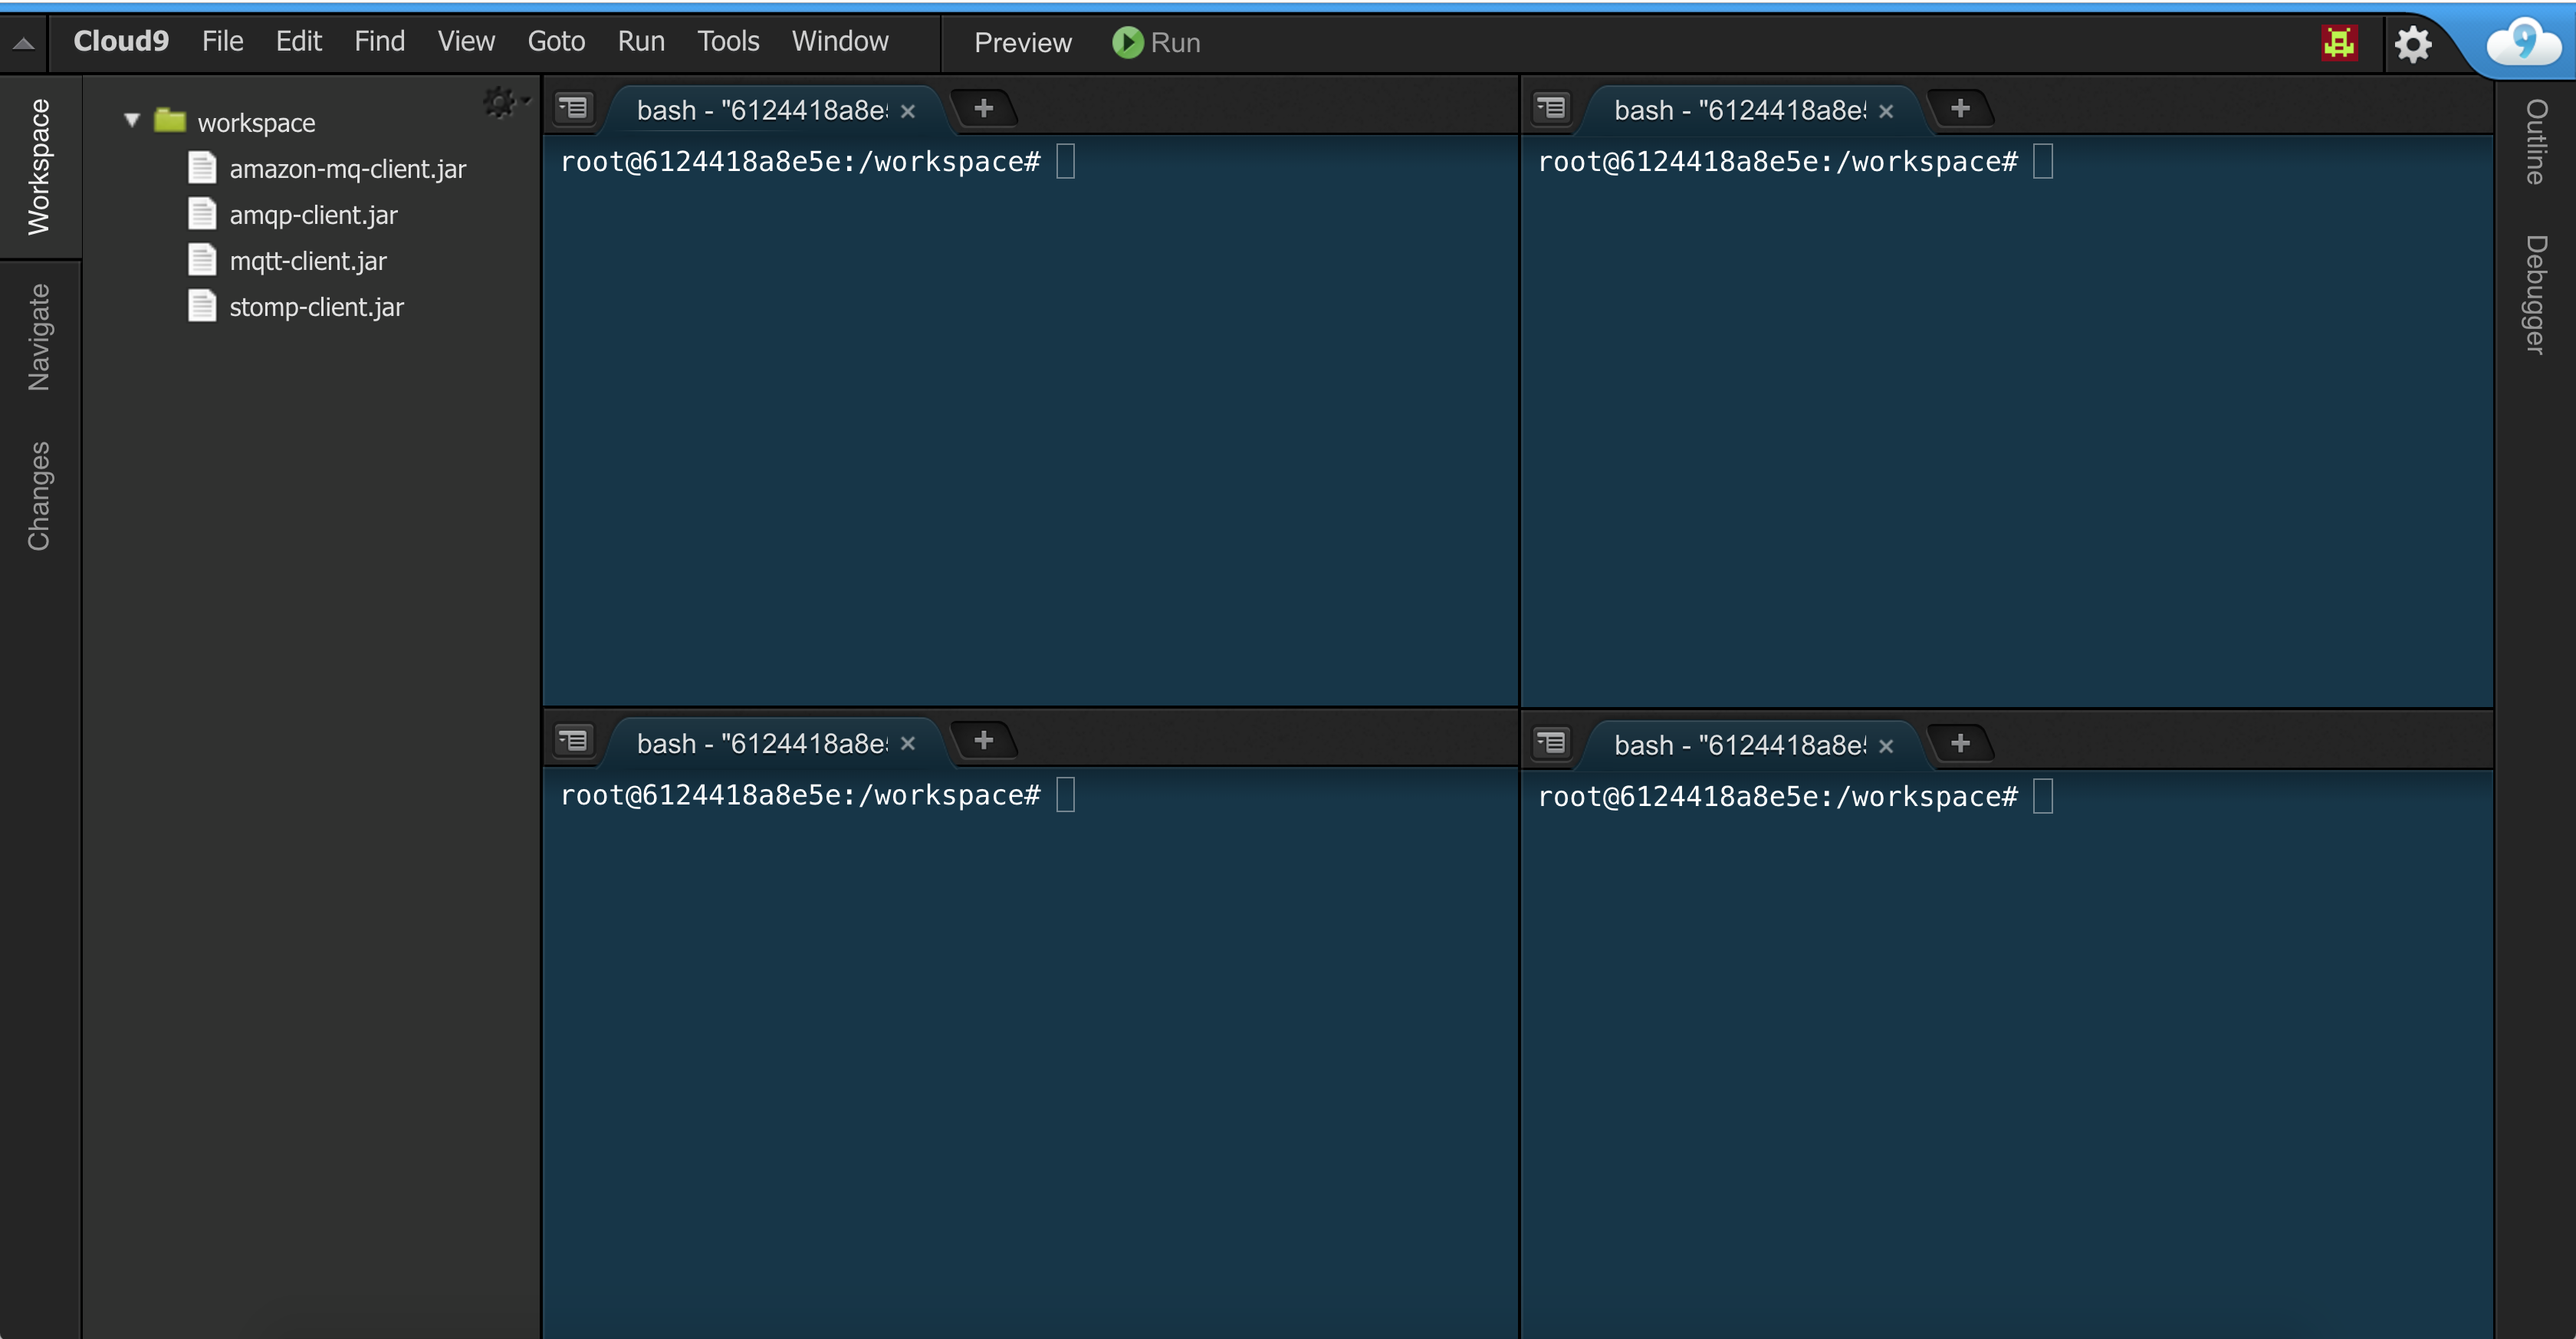 Cloud9 File Edit Find View Goto Run Tools Window Preview Run
9
Workspace
Navigate
Changes
workspace
amazon-mq-client.jar
amqp-client.jar
mqtt-client.jar
stomp-client.jar
bash - "6124418a8e
root@6124418a8e5e:/workspace#
bash - "6124418a8e
root@6124418a8e5e:/workspace#
bash - "6124418a8e
root@6124418a8e5e:/workspace#
bash - "6124418a8e
root@6124418a8e5e:/workspace#
Outline
Debugger